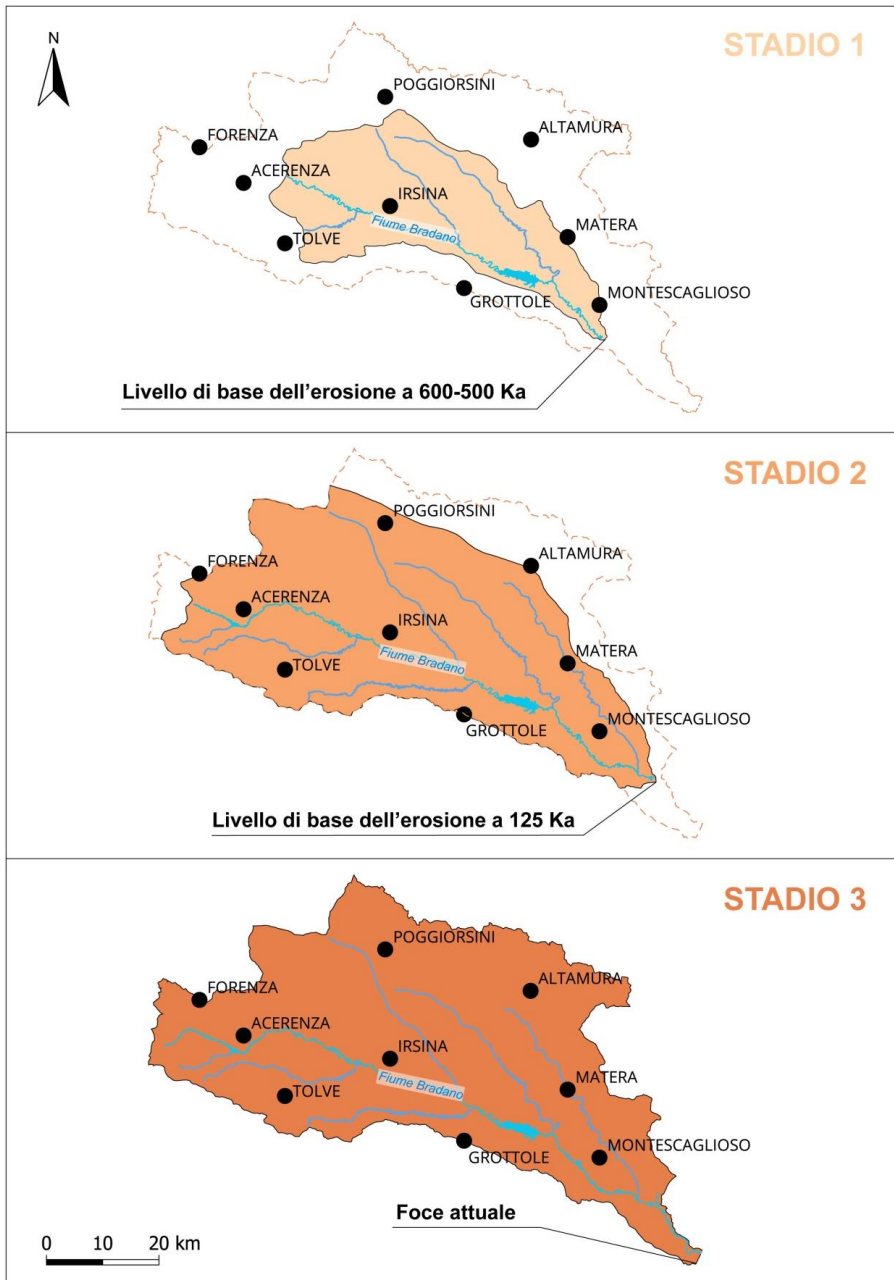 N
STADIO 1
POGGIORSINI
FORENZA
ALTAMURA
ACERENZA
IRSINA
Fiume Bradano
MATERA
TOLVE
GROTTOLE
MONTESCAGLIOSO
Livello di base dell'erosione a 600-500 Ka
STADIO 2
POGGIORSINI
FORENZA
ALTAMURA
ACERENZA
IRSINA
Fiume Bradano
MATERA
TOLVE
GROTTOLE
MONTESCAGLIOSO
Livello di base dell'erosione a 125 Ka
STADIO 3
POGGIORSINI
FORENZA
ALTAMURA
ACERENZA
IRSINA
Fiume Bradano
MATERA
TOLVE
GROTTOLE
MONTESCAGLIOSO
Foce attuale
0 10 20 km